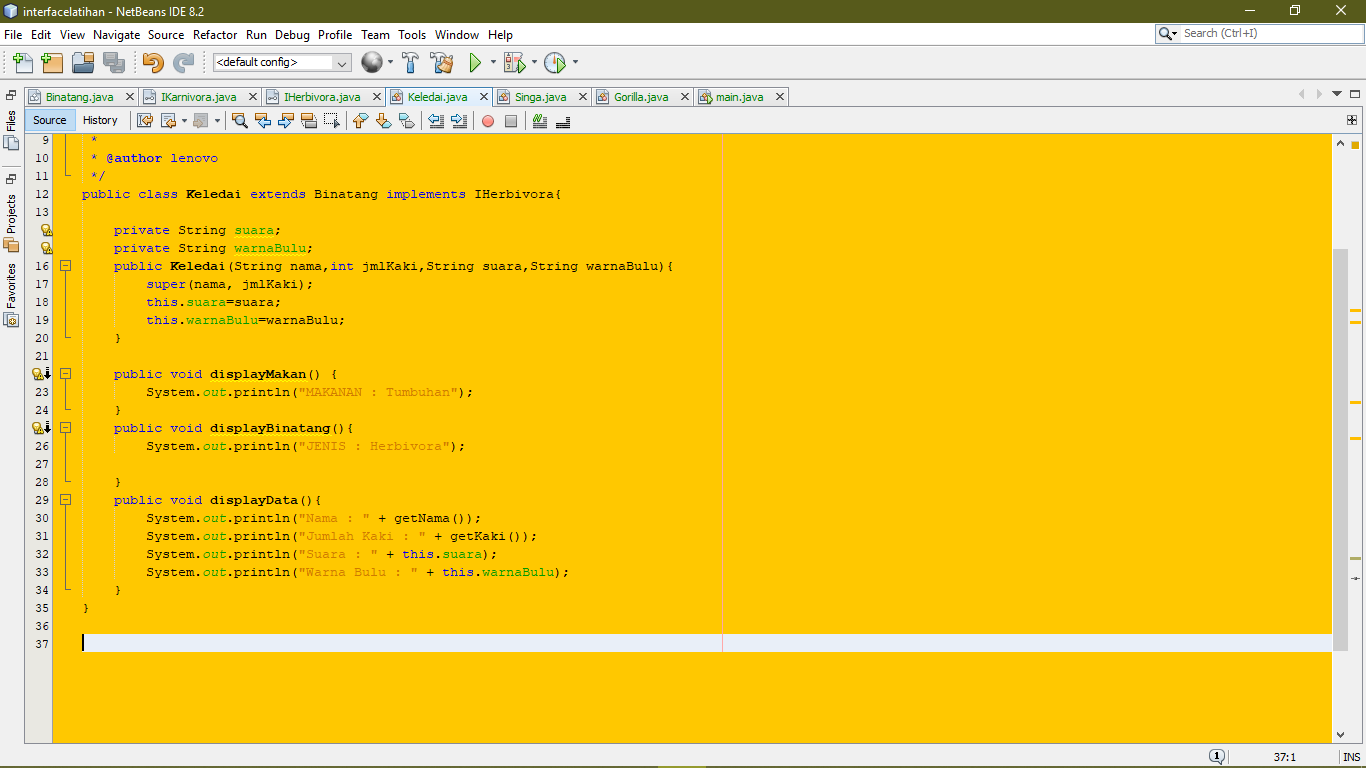 interfacelatihan - NetBeans IDE 8.2
File Edit View Navigate Source Refactor Run Debug Profile Team Tools Window Help
Search (Ctrl+I)
<default config>
Binatang.java IKarnivora.java IHerbivora.java Keledai.java Singa.java Gorilla.java main.java
Source History
Files
Projects
Favorites
9 *
10 * @author lenovo
11 */
12 public class Keledai extends Binatang implements IHerbivora{
13
private String suara;
private String warnaBulu;
16 public Keledai(String nama,int jmlKaki,String suara,String warnaBulu){
17 super(nama, jmlKaki);
18 this.suara=suara;
19 this.warnaBulu=warnaBulu;
20 }
21
public void displayMakan() {
23 System.out.println("MAKANAN : Tumbuhan");
24 }
public void displayBinatang(){
26 System.out.println("JENIS : Herbivora");
27
28 }
29 public void displayData(){
30 System.out.println("Nama : " + getNama());
31 System.out.println("Jumlah Kaki : " + getKaki());
32 System.out.println("Suara : " + this.suara);
33 System.out.println("Warna Bulu : " + this.warnaBulu);
34 }
35 }
36
37
1 37:1 INS